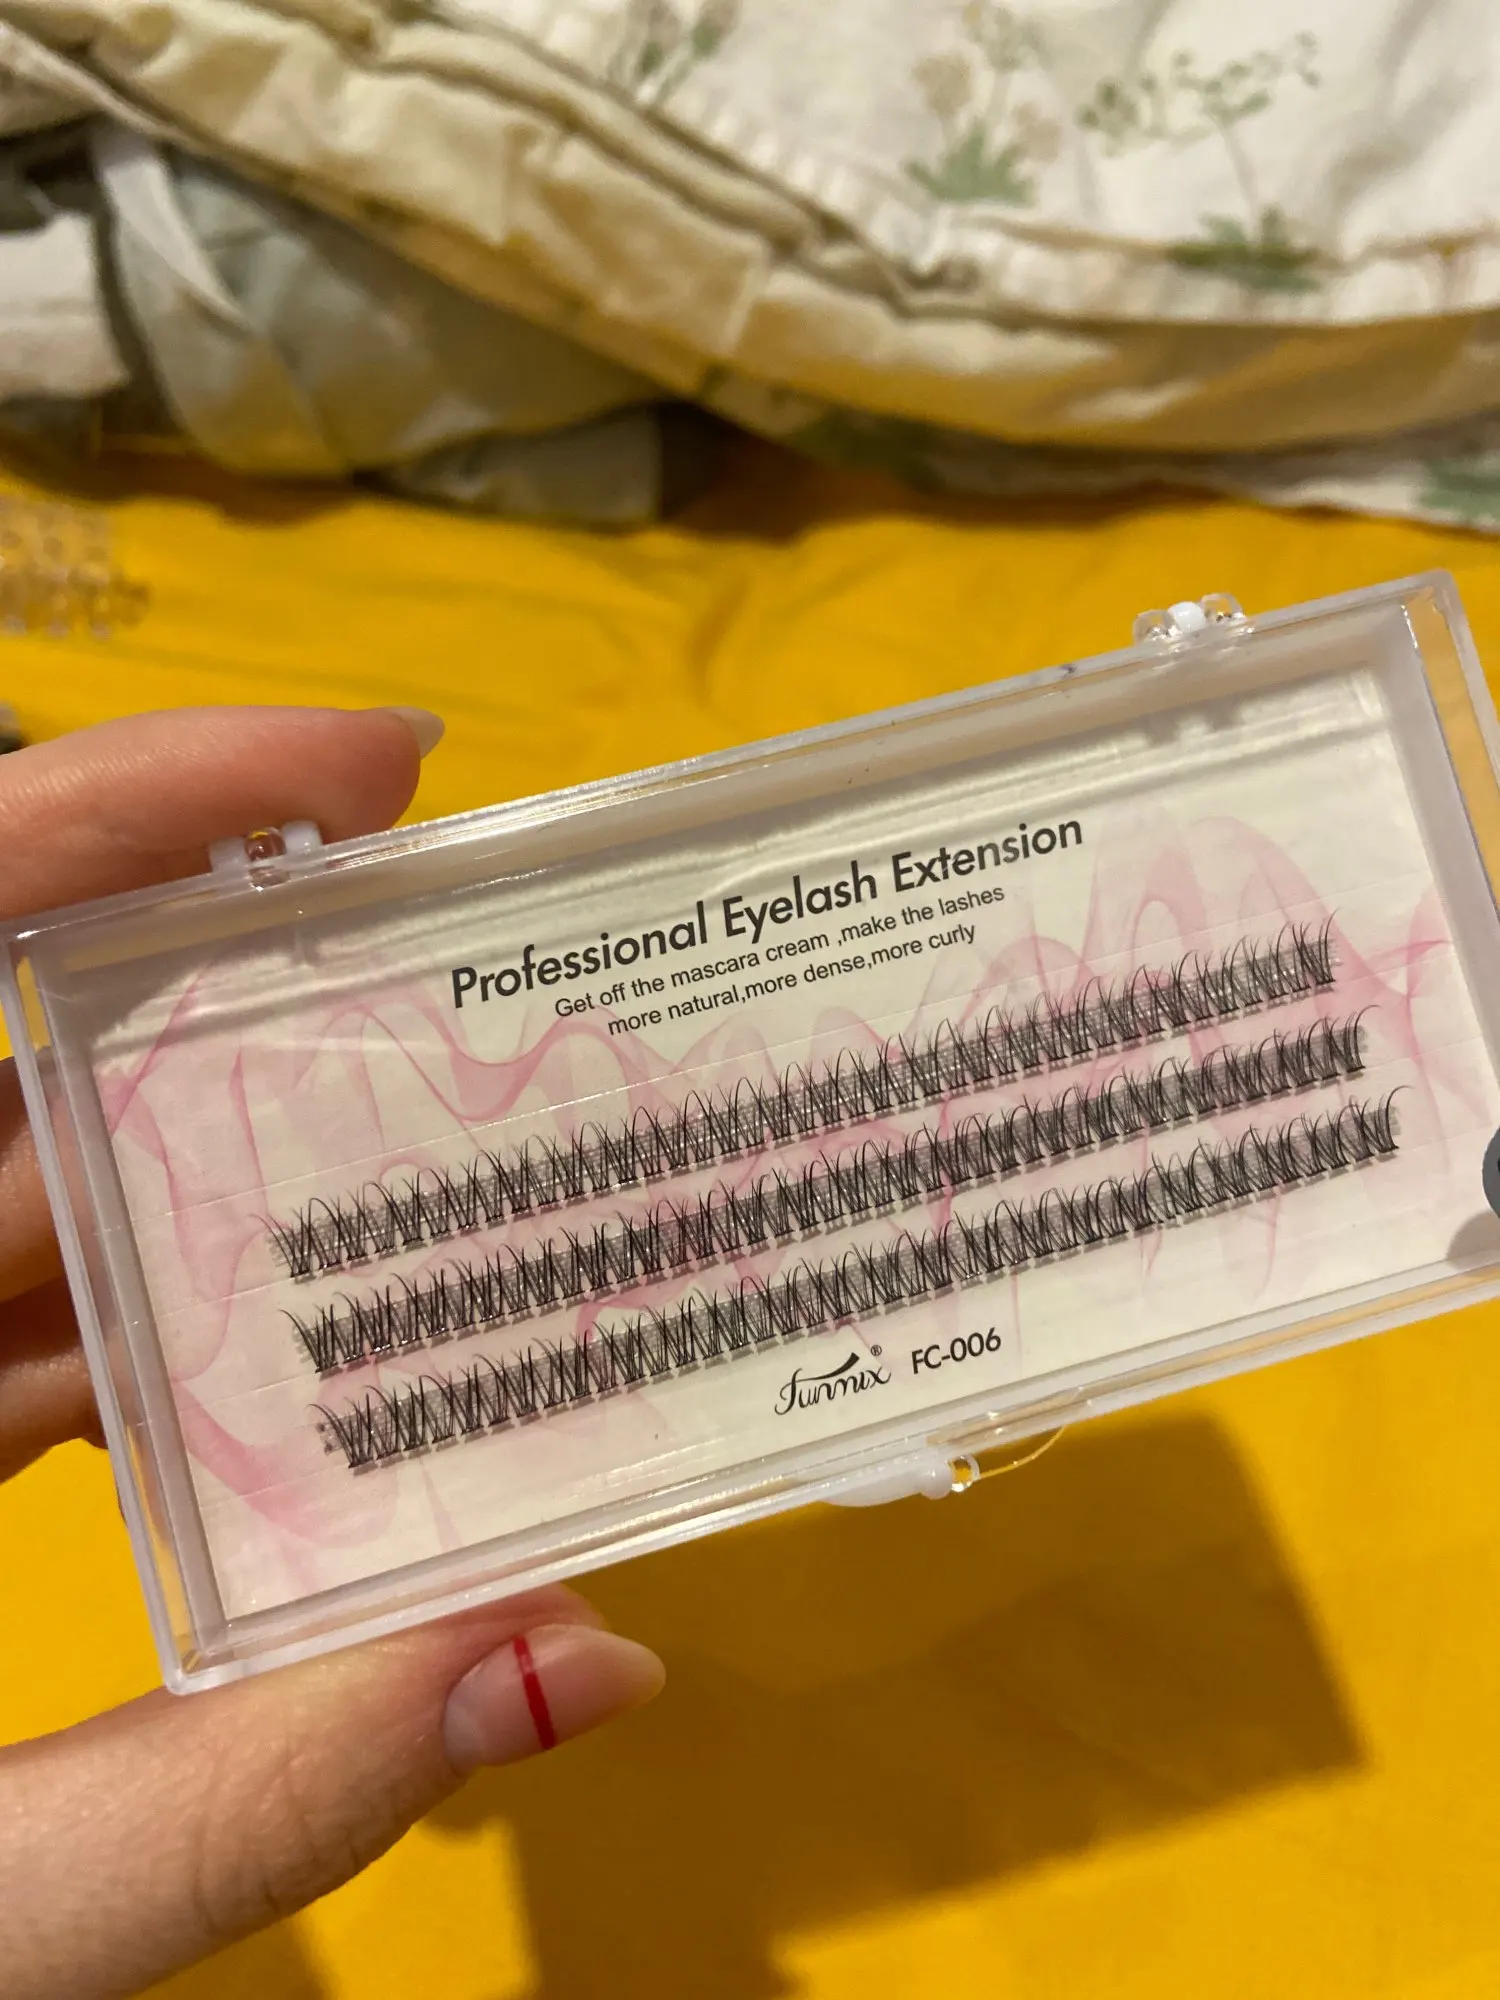 Professional Eyelash Extension
Get off the mascara cream ,make the lashes
more natural,more dense,more curly
Funmix® FC-006